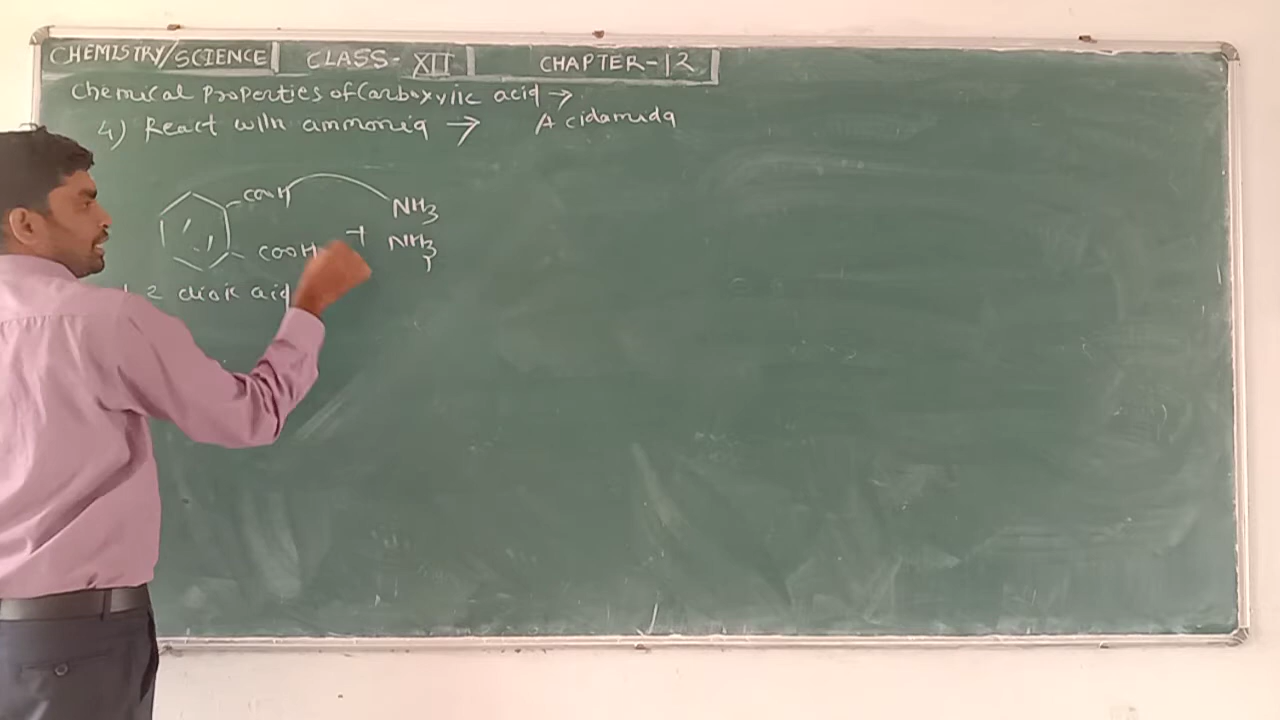 CHEMISTRY/SCIENCE CLASS-XII CHAPTER-12
Chemical Properties of Carboxylic acid →
4) React with ammonia → Acidamida
COOH NH3
COOH + NH3
2 dioic aid